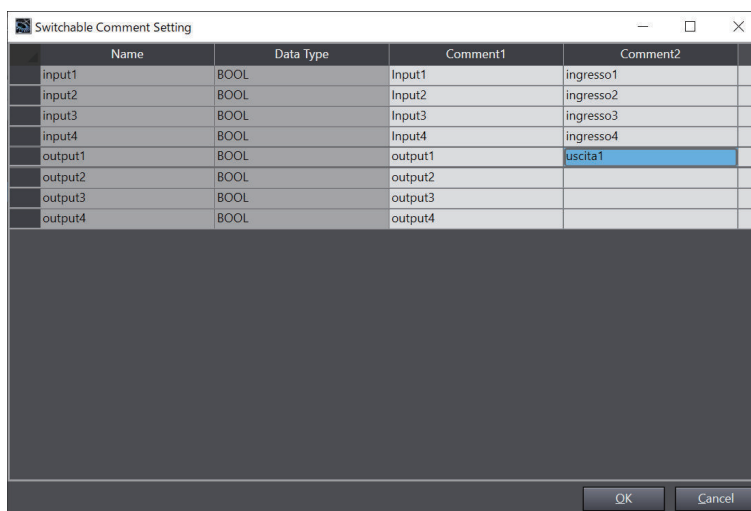 Switchable Comment Setting
Name Data Type Comment1 Comment2
input1 BOOL Input1 ingresso1
input2 BOOL Input2 ingresso2
input3 BOOL Input3 ingresso3
input4 BOOL Input4 ingresso4
output1 BOOL output1 uscita1
output2 BOOL output2
output3 BOOL output3
output4 BOOL output4
OK Cancel